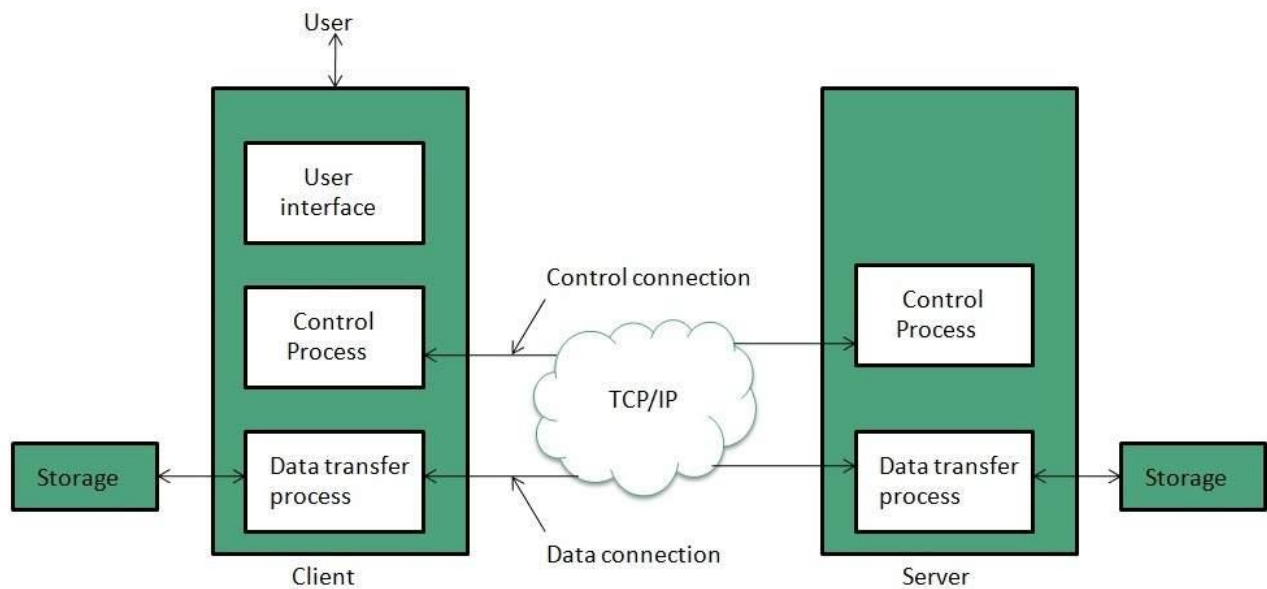 User
User
interface
Control connection
Control
Process
Control
Process
TCP/IP
Storage
Data transfer
process
Data transfer
process
Storage
Data connection
Client
Server